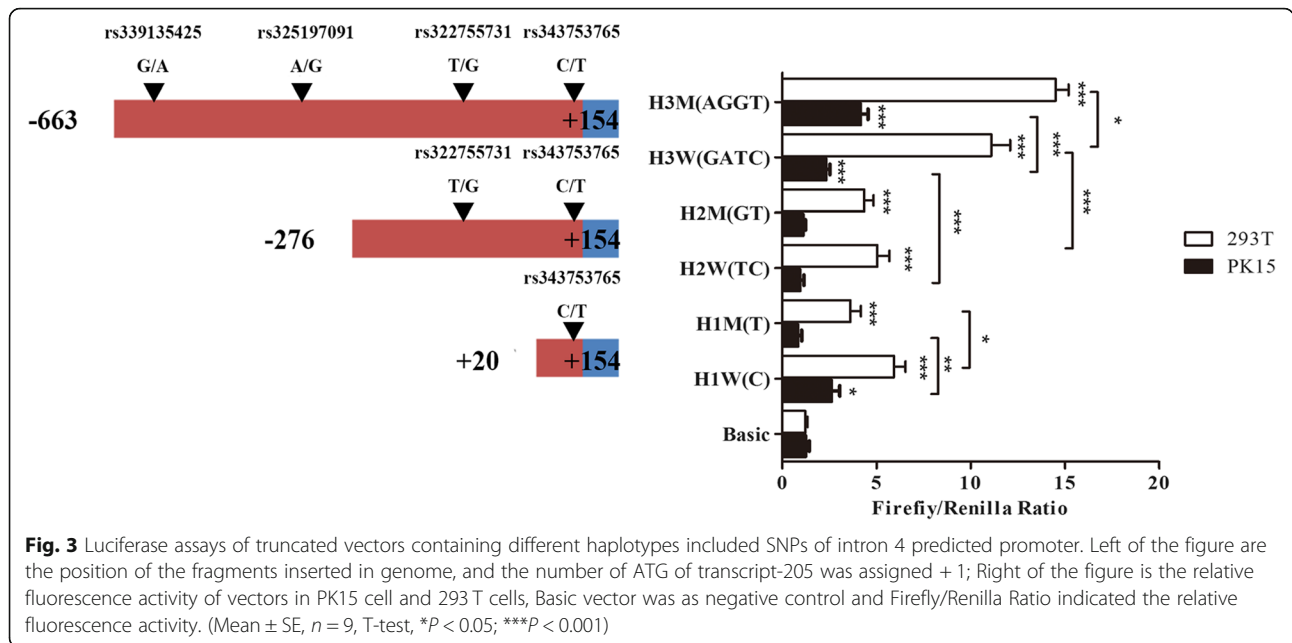 rs339135425 rs325197091 rs322755731 rs343753765
G/A A/G T/G C/T
-663 +154
rs322755731 rs343753765
T/G C/T
-276 +154
rs343753765
C/T
+20 +154
H3M(AGGT) *** *
*** ***
H3W(GATC) *** ***
*** ***
H2M(GT) *** ***
H2W(TC) ***
H1M(T) *** *
H1W(C) *** **
*
Basic
293T
PK15
0 5 10 15 20
Firefiy/Renilla Ratio
Fig. 3 Luciferase assays of truncated vectors containing different haplotypes included SNPs of intron 4 predicted promoter. Left of the figure are
the position of the fragments inserted in genome, and the number of ATG of transcript-205 was assigned + 1; Right of the figure is the relative
fluorescence activity of vectors in PK15 cell and 293 T cells, Basic vector was as negative control and Firefly/Renilla Ratio indicated the relative
fluorescence activity. (Mean ± SE, n = 9, T-test, *P < 0.05; ***P < 0.001)